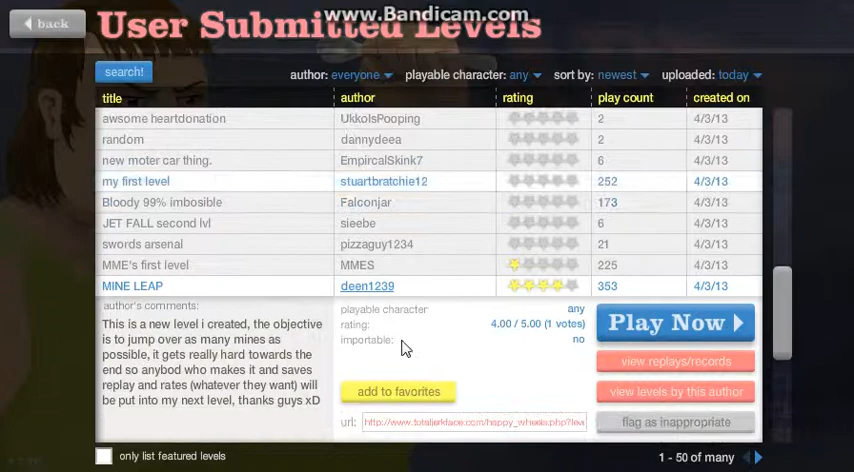 www.Bandicam.com
back
User Submitted Levels
search!
author: everyone playable character: any sort by: newest uploaded: today
title author rating play count created on
awsome heartdonation UkkoIsPooping 2 4/3/13
random dannydeea 2 4/3/13
new moter car thing. EmpircalSkink7 6 4/3/13
my first level stuartbratchie12 252 4/3/13
Bloody 99% imbosible Falconjar 173 4/3/13
JET FALL second lvl sieebe 6 4/3/13
swords arsenal pizzaguy1234 21 4/3/13
MME's first level MMES 225 4/3/13
MINE LEAP deen1239 353 4/3/13
author's comments:
This is a new level i created, the objective
is to jump over as many mines as
possible, it gets really hard towards the
end so anybod who makes it and saves
replay and rates (whatever they want) will
be put into my next level, thanks guys xD
playable character any
rating: 4.00 / 5.00 (1 votes)
importable: no
add to favorites
url: http://www.totaljerkface.com/happy_wheels.php?lev
Play Now
view replays/records
view levels by this author
flag as inappropriate
only list featured levels
1 - 50 of many